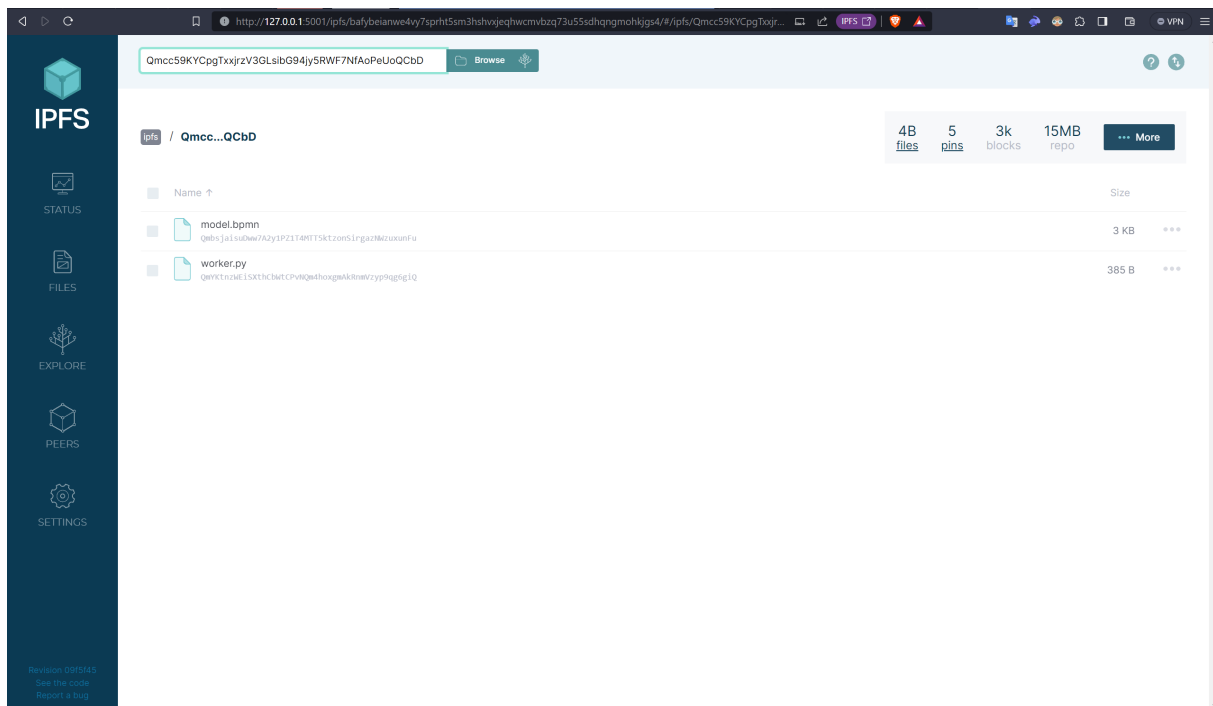 http://127.0.0.1:5001/ipfs/bafybeianwe4vy7sprht5sm3hshvxjeqhwcmvbzq73u55sdhqngmohkjgs4/#/ipfs/Qmcc59KYCpgTxxjr...
IPFS
VPN
Qmcc59KYCpgTxxjrzV3GLsibG94jy5RWF7NfAoPeUoQCbD
Browse
IPFS
ipfs / Qmcc...QCbD
4B files
5 pins
3k blocks
15MB repo
••• More
Name ↑
Size
model.bpmn
3 KB
worker.py
385 B
STATUS
FILES
EXPLORE
PEERS
SETTINGS
Revision 09f5f45
See the code
Report a bug